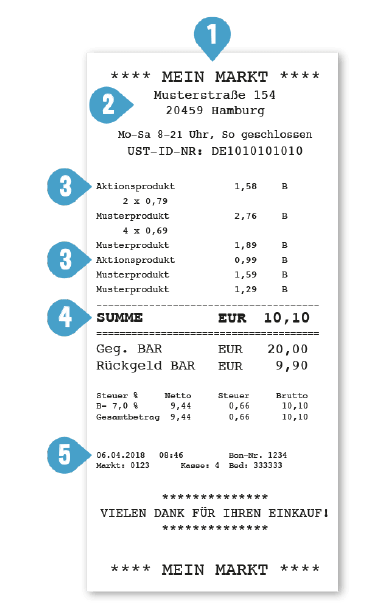 1
**** MEIN MARKT ****
2
Musterstraße 154
20459 Hamburg
Mo-Sa 8-21 Uhr, So geschlossen
UST-ID-NR: DE1010101010
3
Aktionsprodukt 1,58 B
2 x 0,79
Musterprodukt 2,76 B
4 x 0,69
Musterprodukt 1,89 B
3
Aktionsprodukt 0,99 B
Musterprodukt 1,59 B
Musterprodukt 1,29 B
4
SUMME EUR 10,10
Geg. BAR EUR 20,00
Rückgeld BAR EUR 9,90
Steuer % Netto Steuer Brutto
B= 7,0 % 9,44 0,66 10,10
Gesamtbetrag 9,44 0,66 10,10
5
06.04.2018 08:46 Bon-Nr. 1234
Markt: 0123 Kasse: 4 Bed: 333333
**************
VIELEN DANK FÜR IHREN EINKAUF!
**************
**** MEIN MARKT ****